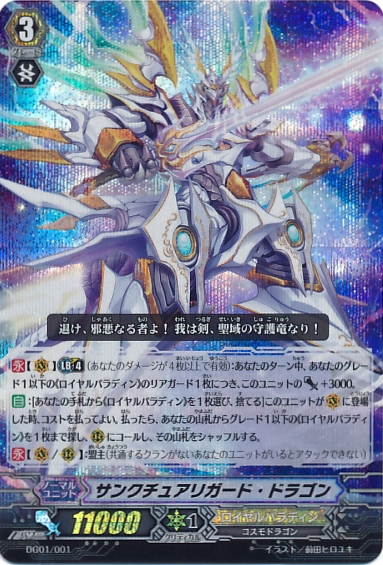 3
グレード
退け、邪悪なる者よ!我は剣、聖域の守護竜なり!
永【V】LB4(あなたのダメージが4枚以上で有効):あなたのターン中、あなたのグレード1以下の《ロイヤルパラディン》のリアガード1枚につき、このユニットの+3000。
自:[あなたの手札から《ロイヤルパラディン》を1枚選び、捨てる]このユニットが【V】に登場した時、コストを払ってよい。払ったら、あなたの山札からグレード1以下の《ロイヤルパラディン》を1枚まで探し、【R】にコールし、その山札をシャッフルする。
永【V】:盟主(共通するクランがないあなたのユニットがいるとアタックできない)
ノーマル
ユニット
サンクチュアリガード・ドラゴン
パワー 11000
1
クリティカル
ロイヤルパラディン
コスモドラゴン
DG01/001
イラスト/前田ヒロユキ